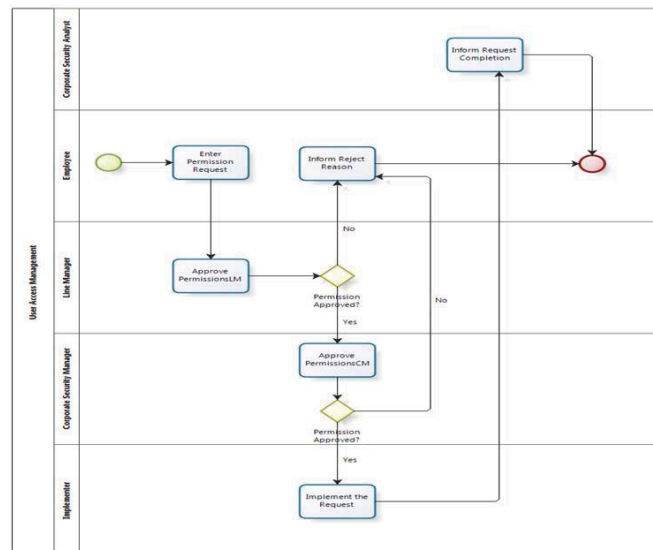 User Access Management
Corporate Security Analyst
Inform Request
Completion
Employee
Enter
Permission
Request
Inform Reject
Reason
Line Manager
No
Approve
PermissionsLM
Permission
Approved?
No
Yes
Corporate Security Manager
Approve
PermissionsCM
Permission
Approved?
Yes
Implementer
Implement the
Request